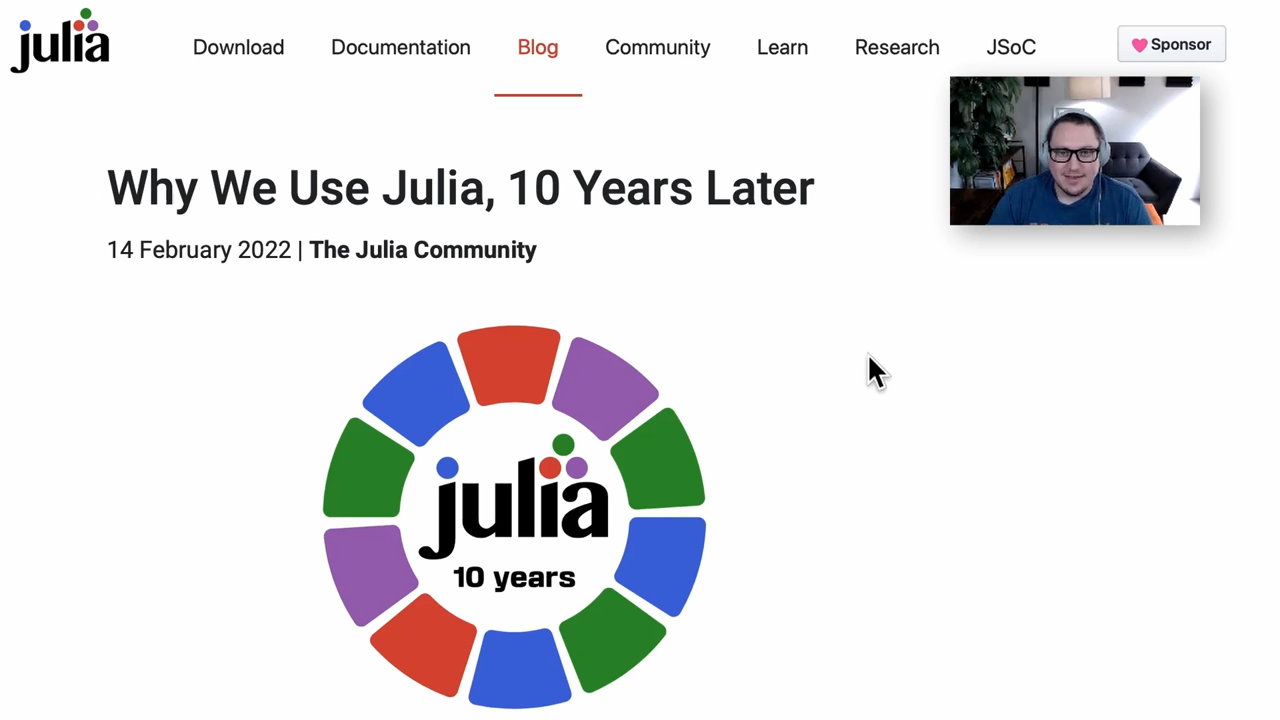 julia
Download Documentation Blog Community Learn Research JSoC Sponsor
Why We Use Julia, 10 Years Later
14 February 2022 | The Julia Community
julia
10 years